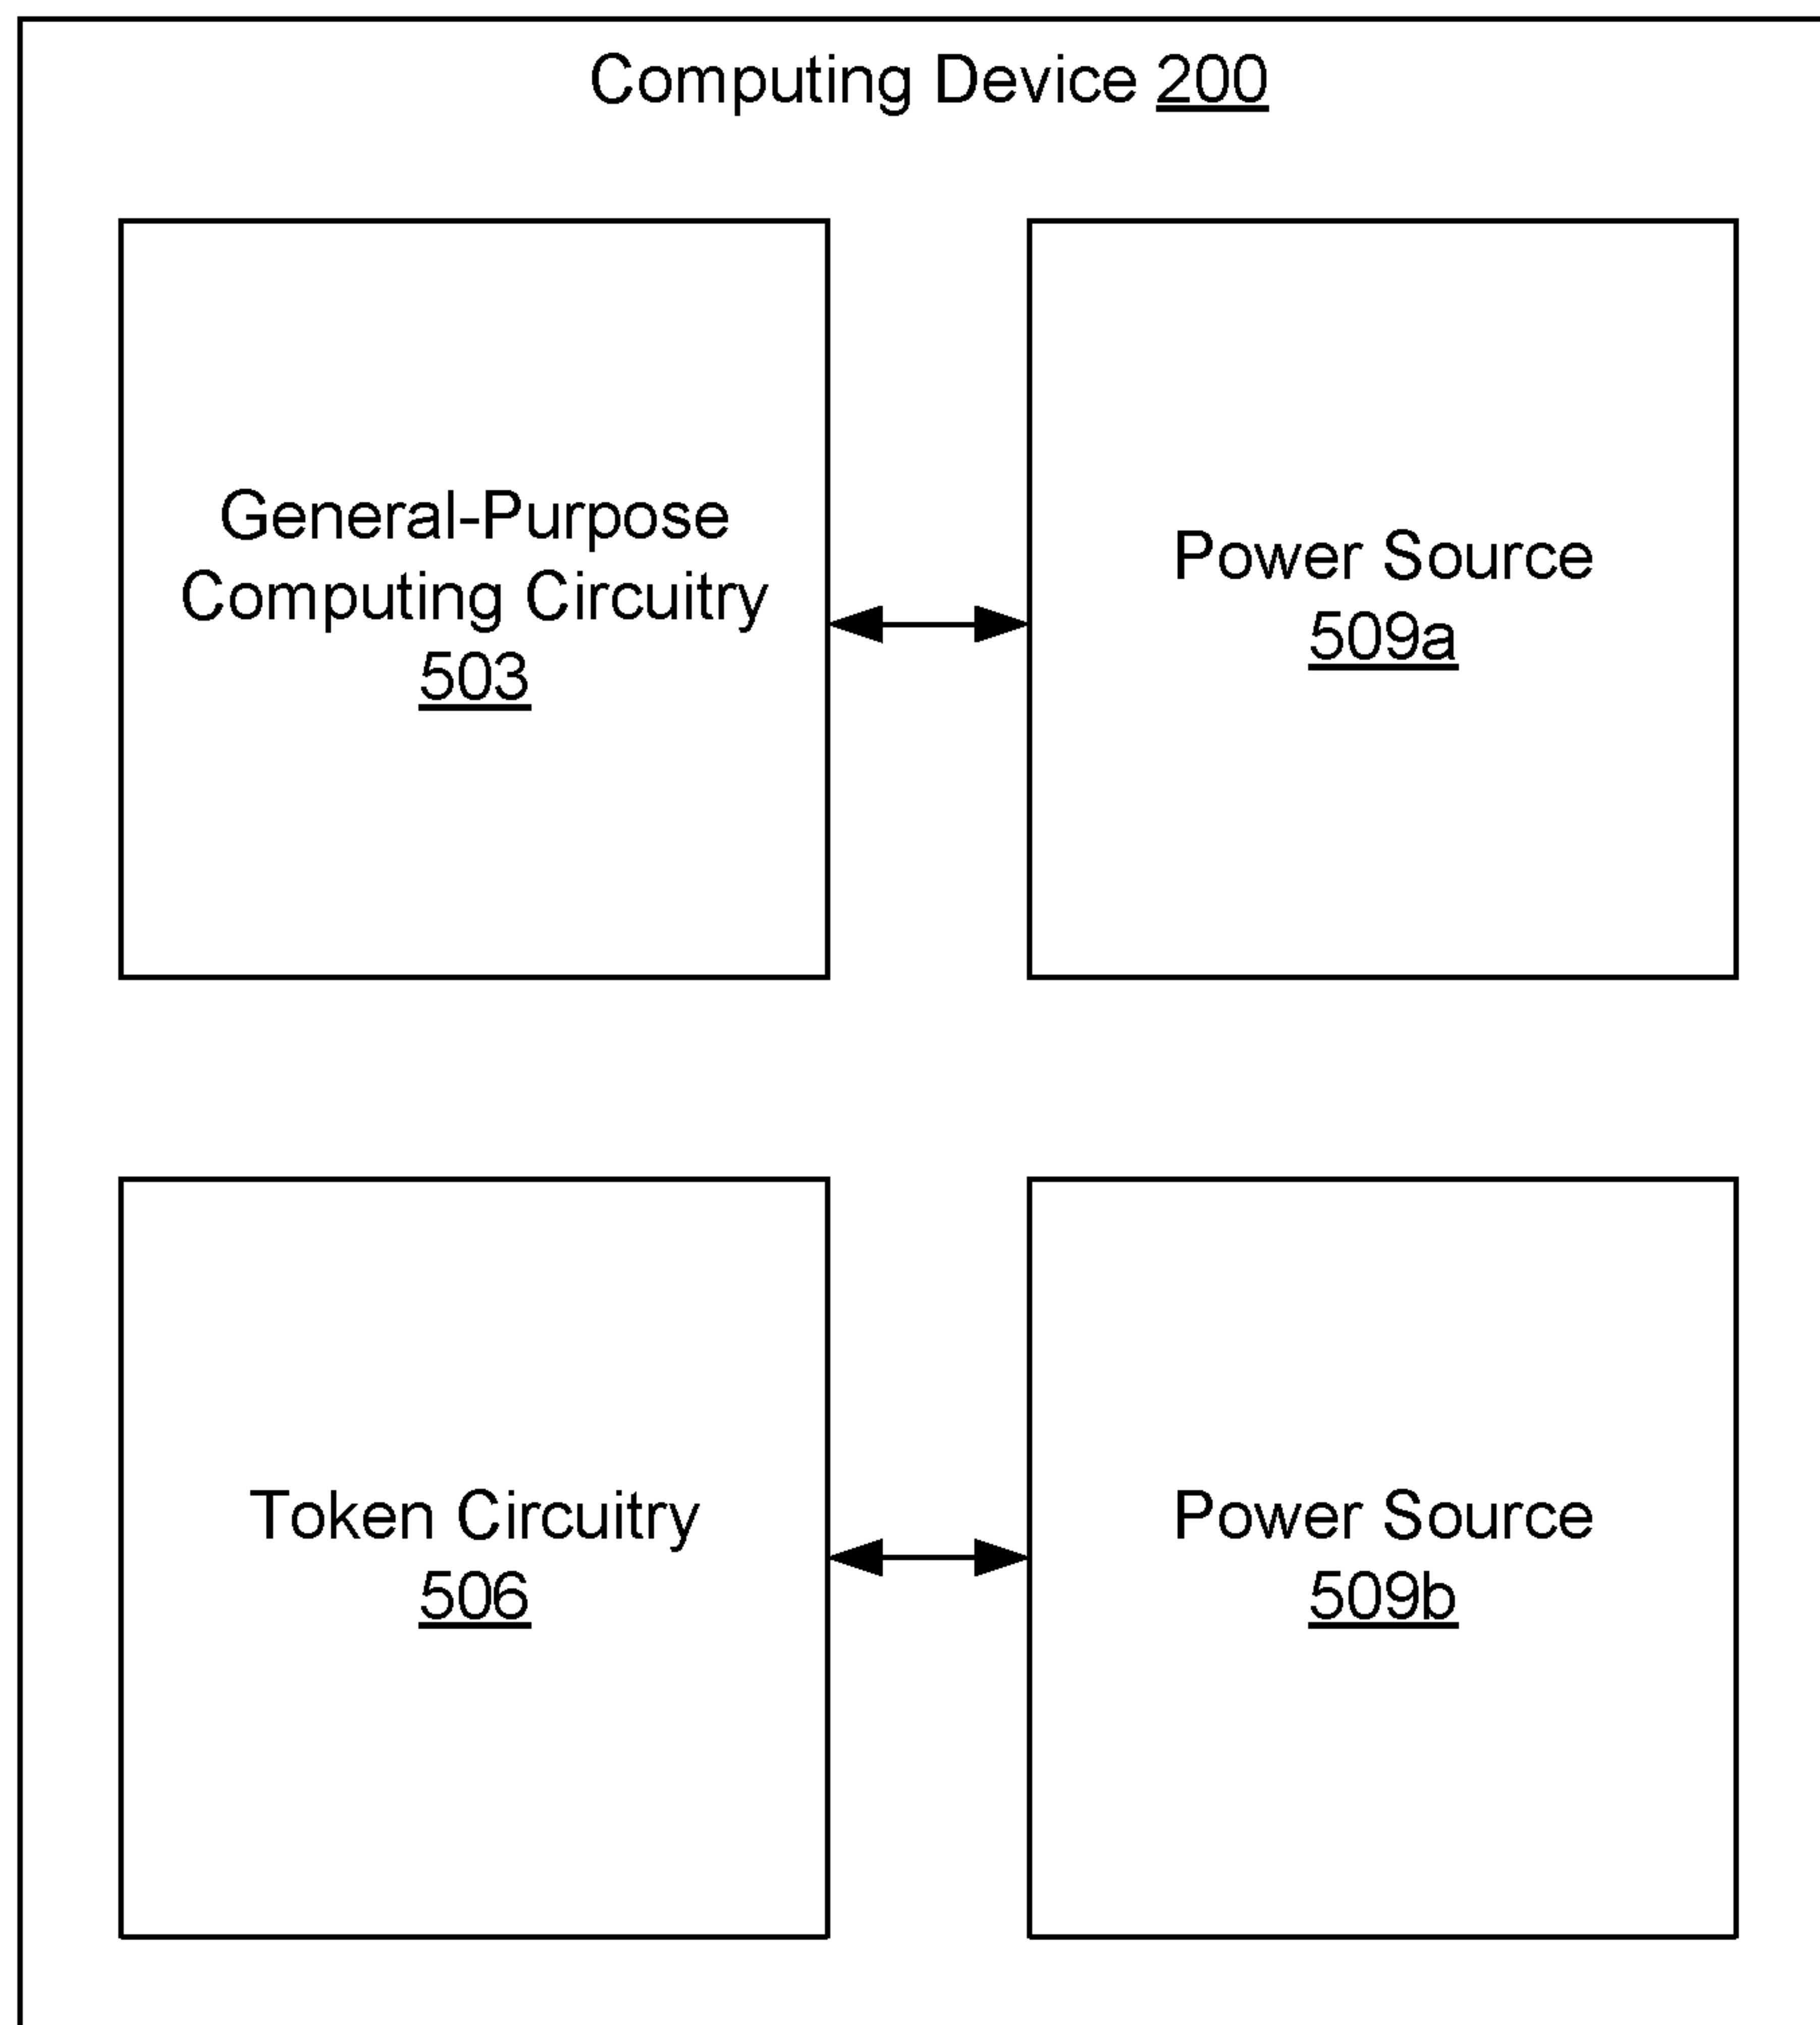 Computing Device 200
General-Purpose
Computing Circuitry
503
Power Source
509a
Token Circuitry
506
Power Source
509b